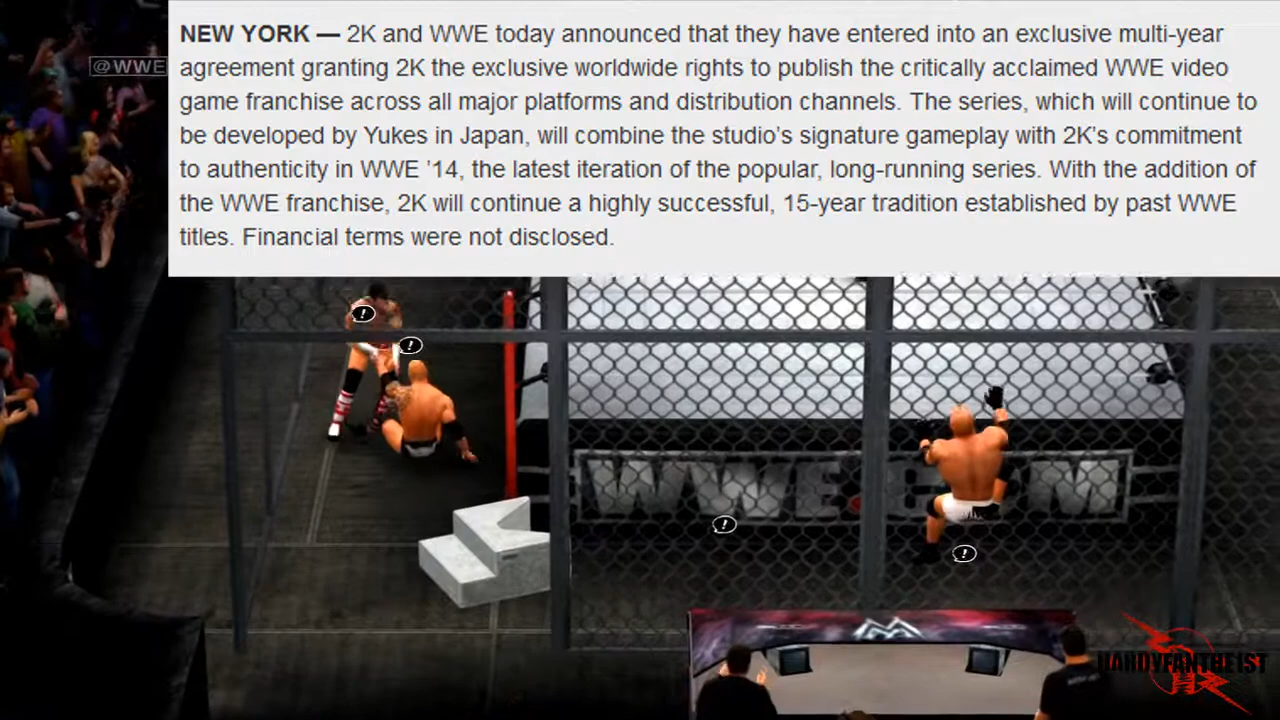 NEW YORK — 2K and WWE today announced that they have entered into an exclusive multi-year
agreement granting 2K the exclusive worldwide rights to publish the critically acclaimed WWE video
game franchise across all major platforms and distribution channels. The series, which will continue to
be developed by Yukes in Japan, will combine the studio's signature gameplay with 2K's commitment
to authenticity in WWE '14, the latest iteration of the popular, long-running series. With the addition of
the WWE franchise, 2K will continue a highly successful, 15-year tradition established by past WWE
titles. Financial terms were not disclosed.
@WWE
!
!
WWE.COM
!
!
HARDYFANTHE1ST
HR